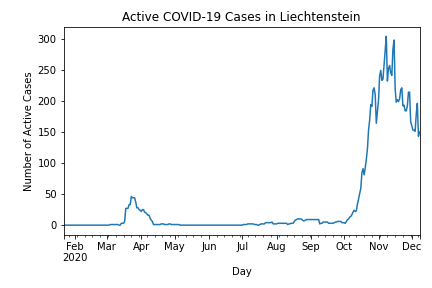 Active COVID-19 Cases in Liechtenstein
300
250
200
150
100
50
0
Number of Active Cases
Feb Mar Apr May Jun Jul Aug Sep Oct Nov Dec
2020
Day